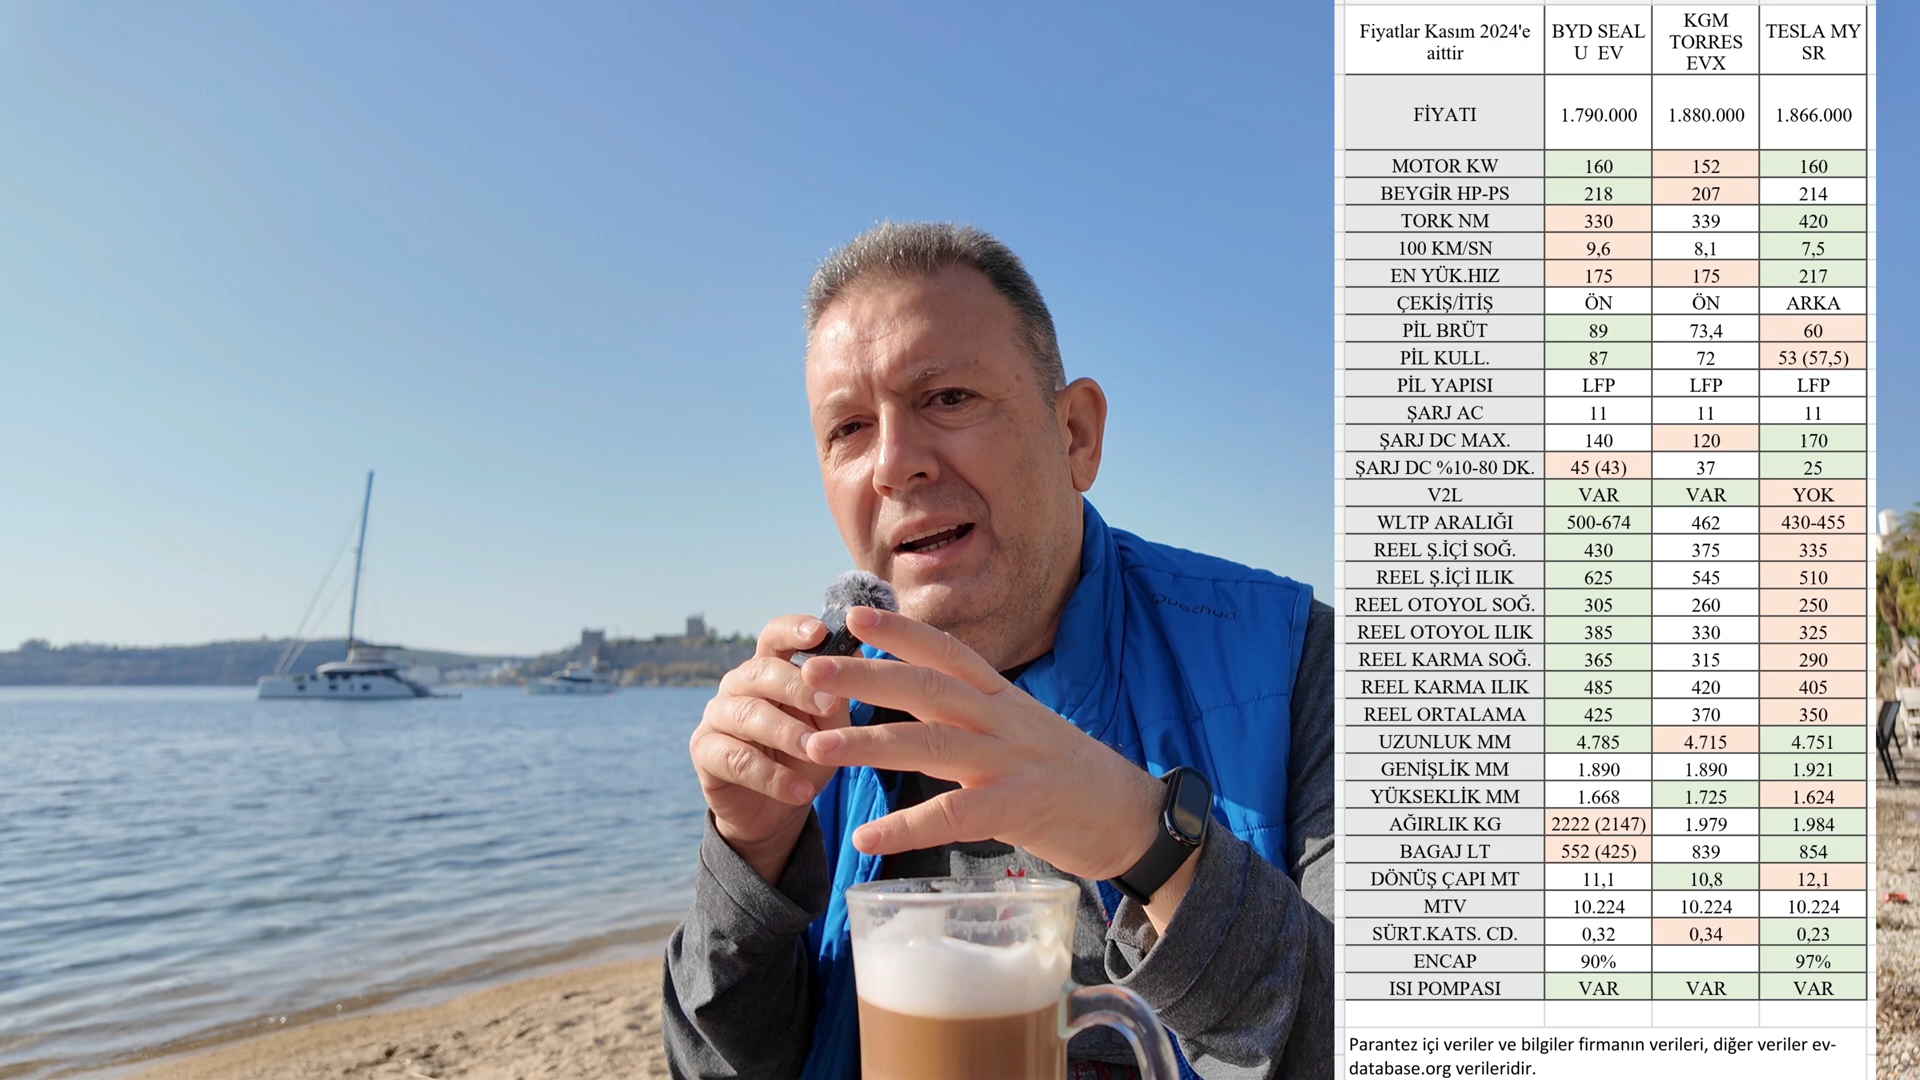 Fiyatlar Kasım 2024'e aittir BYD SEAL U EV KGM TORRES EVX TESLA MY SR
FİYATI 1.790.000 1.880.000 1.866.000
MOTOR KW 160 152 160
BEYGİR HP-PS 218 207 214
TORK NM 330 339 420
100 KM/SN 9,6 8,1 7,5
EN YÜK.HIZ 175 175 217
ÇEKİŞ/İTİŞ ÖN ÖN ARKA
PİL BRÜT 89 73,4 60
PİL KULL. 87 72 53 (57,5)
PİL YAPISI LFP LFP LFP
ŞARJ AC 11 11 11
ŞARJ DC MAX. 140 120 170
ŞARJ DC %10-80 DK. 45 (43) 37 25
V2L VAR VAR YOK
WLTP ARALIĞI 500-674 462 430-455
REEL Ş.İÇİ SOĞ. 430 375 335
REEL Ş.İÇİ ILIK 625 545 510
REEL OTOYOL SOĞ. 305 260 250
REEL OTOYOL ILIK 385 330 325
REEL KARMA SOĞ. 365 315 290
REEL KARMA ILIK 485 420 405
REEL ORTALAMA 425 370 350
UZUNLUK MM 4.785 4.715 4.751
GENİŞLİK MM 1.890 1.890 1.921
YÜKSEKLİK MM 1.668 1.725 1.624
AĞIRLIK KG 2222 (2147) 1.979 1.984
BAGAJ LT 552 (425) 839 854
DÖNÜŞ ÇAPI MT 11,1 10,8 12,1
MTV 10.224 10.224 10.224
SÜRT.KATS. CD. 0,32 0,34 0,23
ENCAP 90% 97%
ISI POMPASI VAR VAR VAR
Parantez içi veriler ve bilgiler firmanın verileri, diğer veriler ev-
database.org verileridir.
Quechua